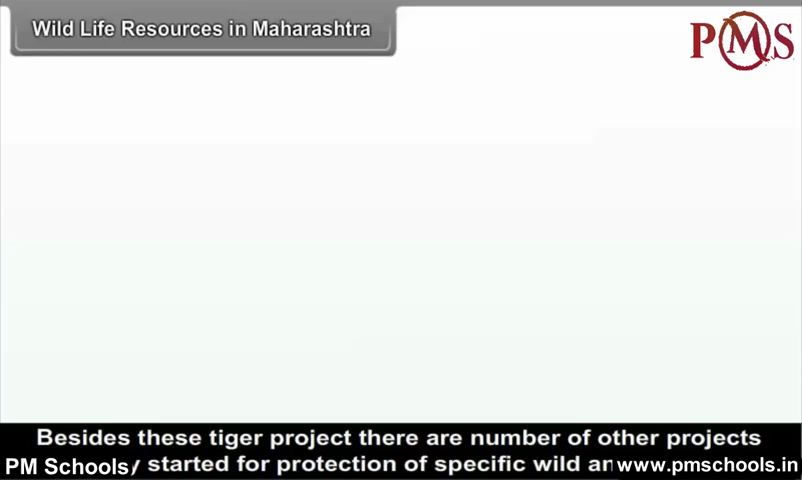 Wild Life Resources in Maharashtra
PMS
Besides these tiger project there are number of other projects
PM Schools y started for protection of specific wild an www.pmschools.in